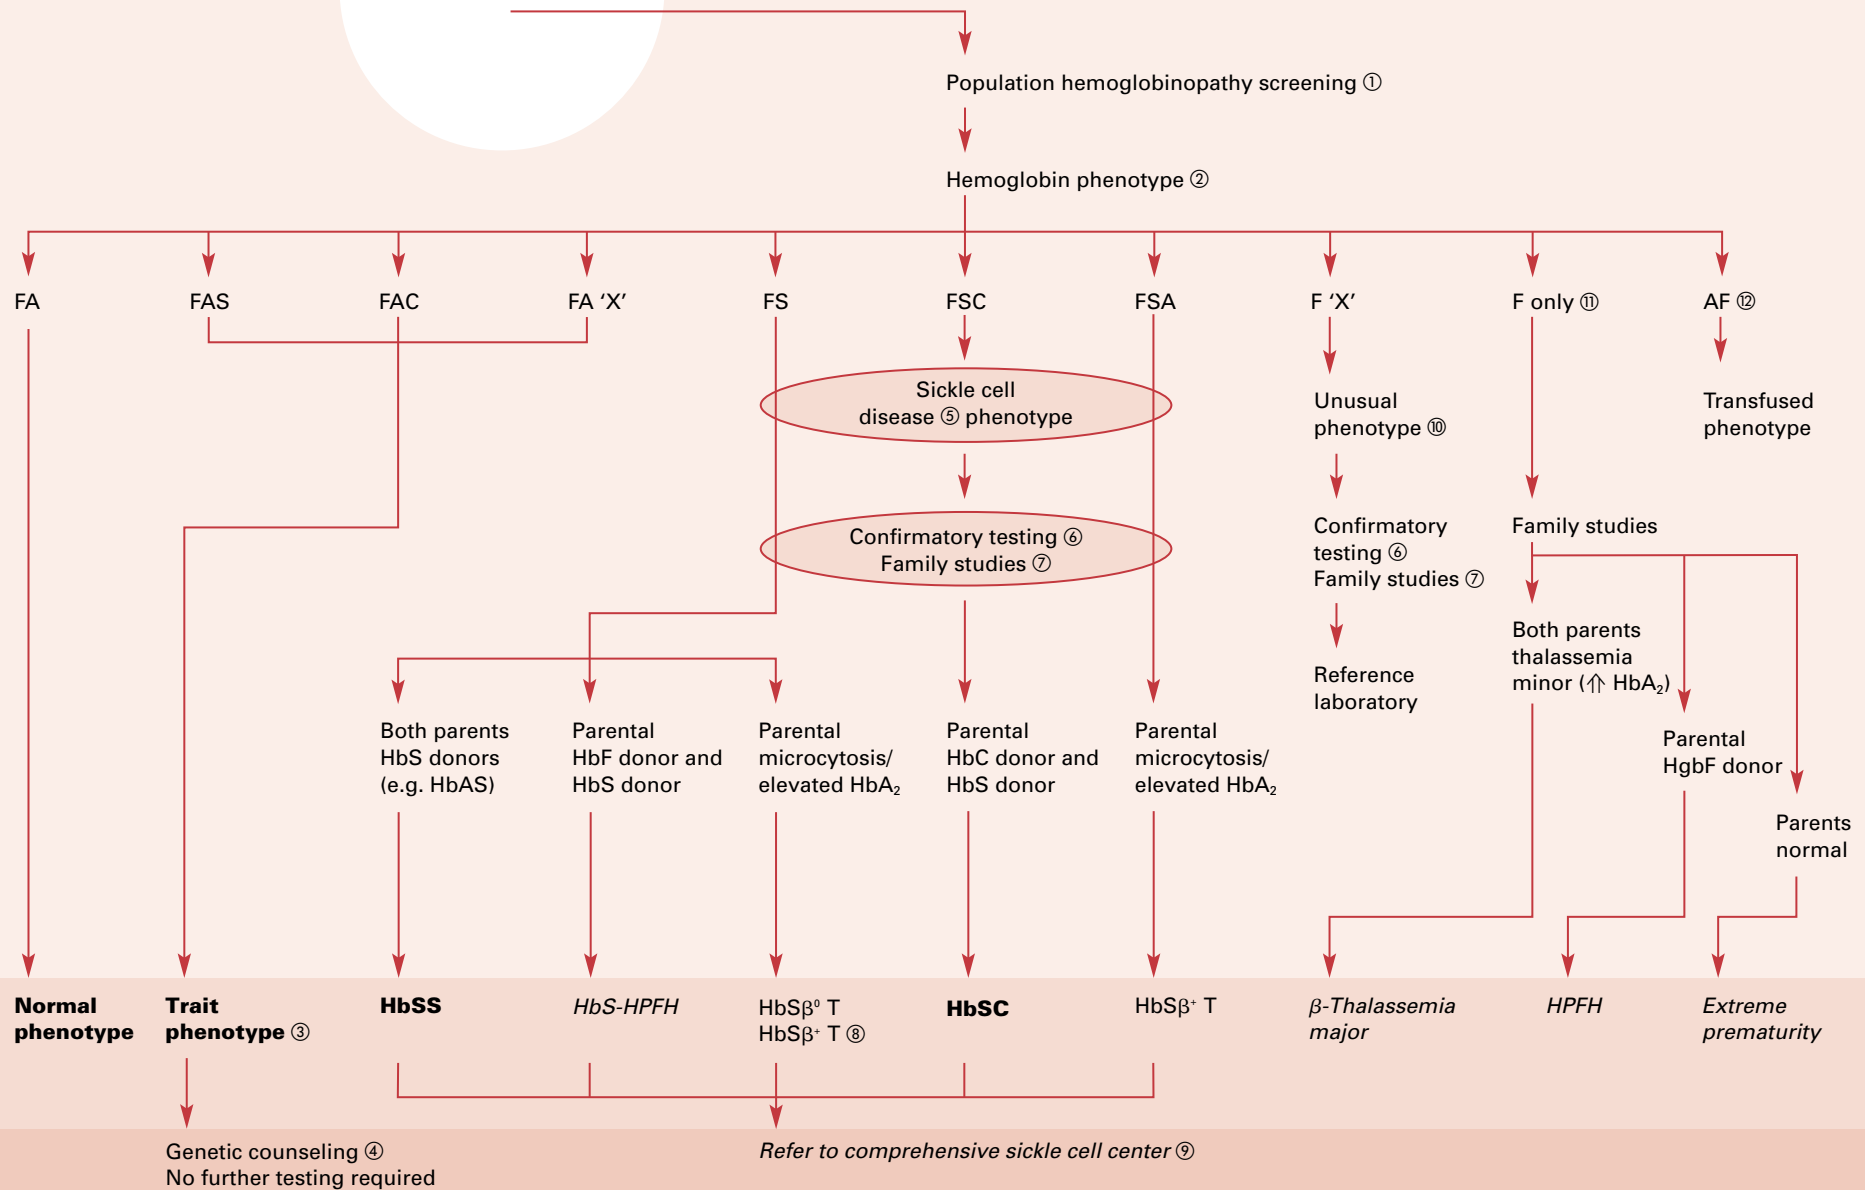 Population hemoglobinopathy screening ①
Hemoglobin phenotype ②
FA
FAS
FAC
FA ‘X’
FS
FSC
FSA
F ‘X’
F only ⑪
AF ⑫
Sickle cell
disease ⑤ phenotype
Unusual
phenotype ⑩
Transfused
phenotype
Confirmatory testing ⑥
Family studies ⑦
Confirmatory
testing ⑥
Family studies ⑦
Family studies
Reference
laboratory
Both parents
thalassemia
minor (⇑ HbA₂)
Both parents
HbS donors
(e.g. HbAS)
Parental
HbF donor and
HbS donor
Parental
microcytosis/
elevated HbA₂
Parental
HbC donor and
HbS donor
Parental
microcytosis/
elevated HbA₂
Parental
HgbF donor
Parents
normal
Normal
phenotype
Trait
phenotype ③
HbSS
HbS-HPFH
HbSβ⁰ T
HbSβ⁺ T ⑧
HbSC
HbSβ⁺ T
β-Thalassemia
major
HPFH
Extreme
prematurity
Genetic counseling ④
No further testing required
Refer to comprehensive sickle cell center ⑨